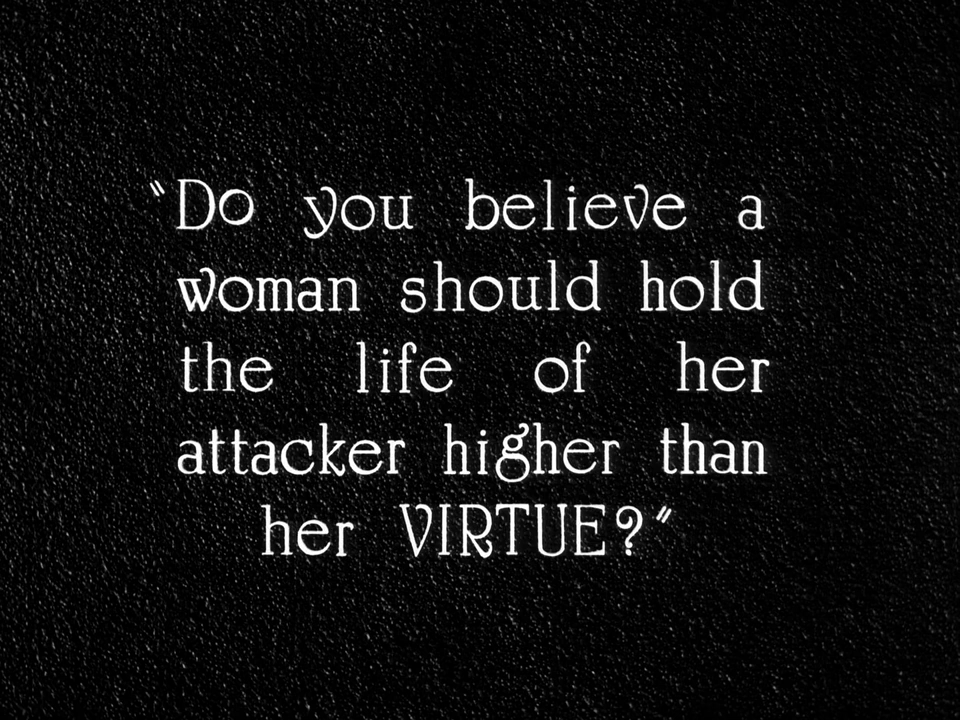 "Do you believe a
woman should hold
the life of her
attacker higher than
her VIRTUE?"